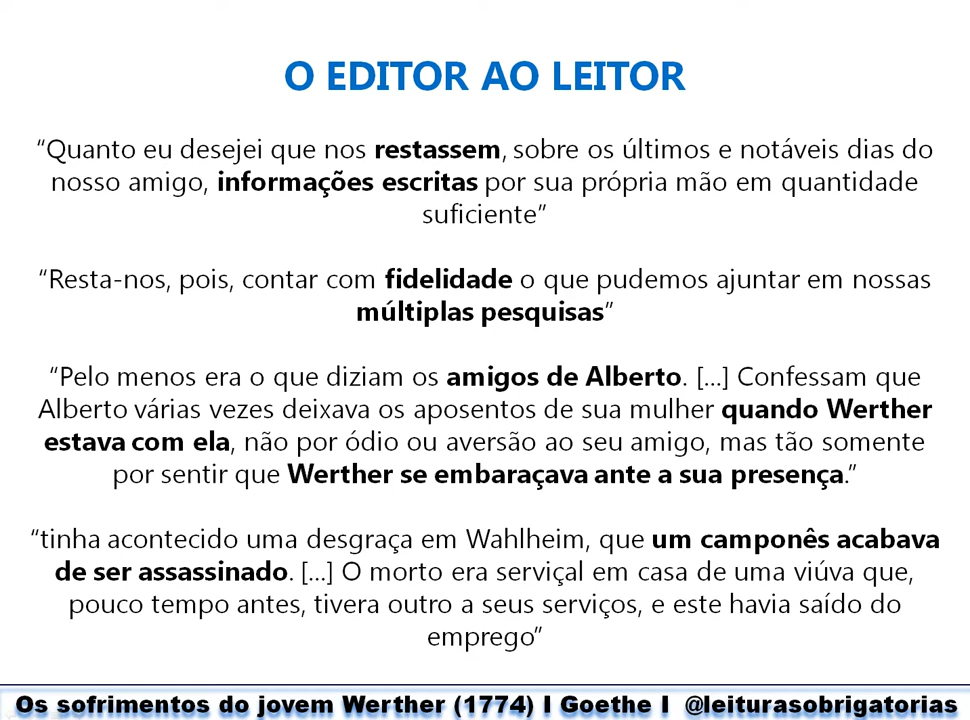 O EDITOR AO LEITOR
“Quanto eu desejei que nos restassem, sobre os últimos e notáveis dias do
nosso amigo, informações escritas por sua própria mão em quantidade
suficiente”
“Resta-nos, pois, contar com fidelidade o que pudemos ajuntar em nossas
múltiplas pesquisas”
“Pelo menos era o que diziam os amigos de Alberto. [...] Confessam que
Alberto várias vezes deixava os aposentos de sua mulher quando Werther
estava com ela, não por ódio ou aversão ao seu amigo, mas tão somente
por sentir que Werther se embaraçava ante a sua presença.”
“tinha acontecido uma desgraça em Wahlheim, que um camponês acabava
de ser assassinado. [...] O morto era serviçal em casa de uma viúva que,
pouco tempo antes, tivera outro a seus serviços, e este havia saído do
emprego”
Os sofrimentos do jovem Werther (1774) I Goethe I @leiturasobrigatorias